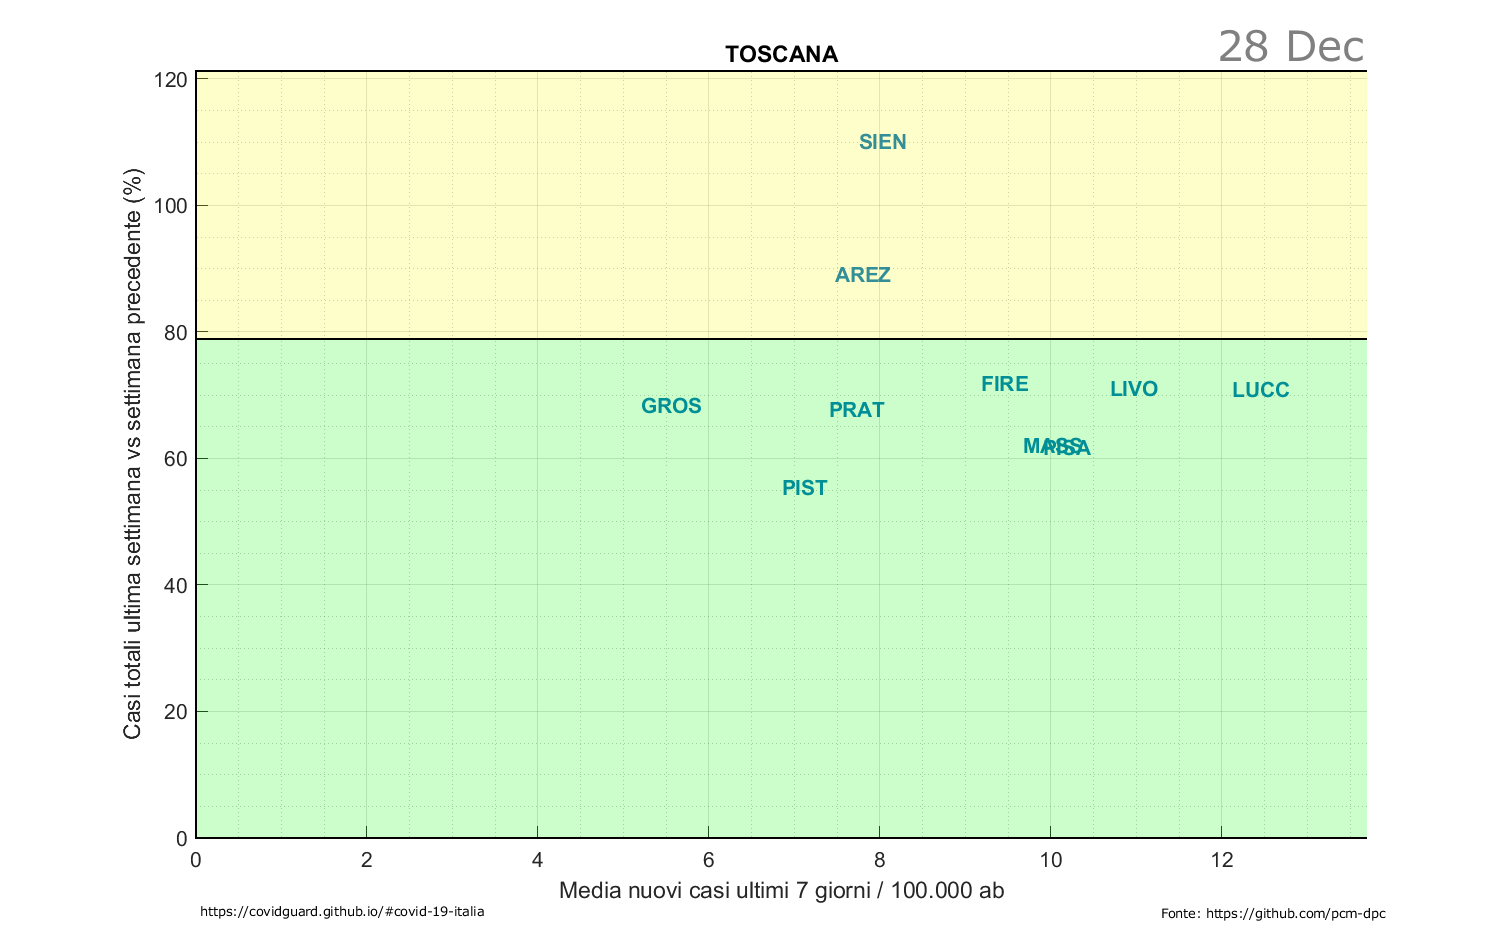 28 Dec
TOSCANA
Casi totali ultima settimana vs settimana precedente (%)
120
100
80
60
40
20
0
SIEN
AREZ
FIRE
LIVO
LUCC
GROS
PRAT
MASS
PISA
PIST
0 2 4 6 8 10 12
Media nuovi casi ultimi 7 giorni / 100.000 ab
https://covidguard.github.io/#covid-19-italia
Fonte: https://github.com/pcm-dpc